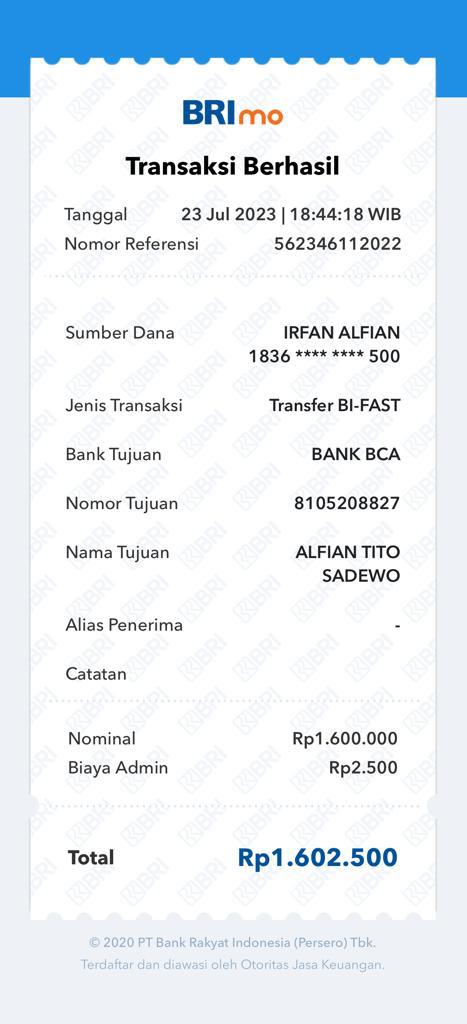 BRImo
Transaksi Berhasil
Tanggal 23 Jul 2023 | 18:44:18 WIB
Nomor Referensi 562346112022
Sumber Dana IRFAN ALFIAN
1836 **** **** 500
Jenis Transaksi Transfer BI-FAST
Bank Tujuan BANK BCA
Nomor Tujuan 8105208827
Nama Tujuan ALFIAN TITO
SADEWO
Alias Penerima -
Catatan
Nominal Rp1.600.000
Biaya Admin Rp2.500
Total Rp1.602.500
© 2020 PT Bank Rakyat Indonesia (Persero) Tbk.
Terdaftar dan diawasi oleh Otoritas Jasa Keuangan.